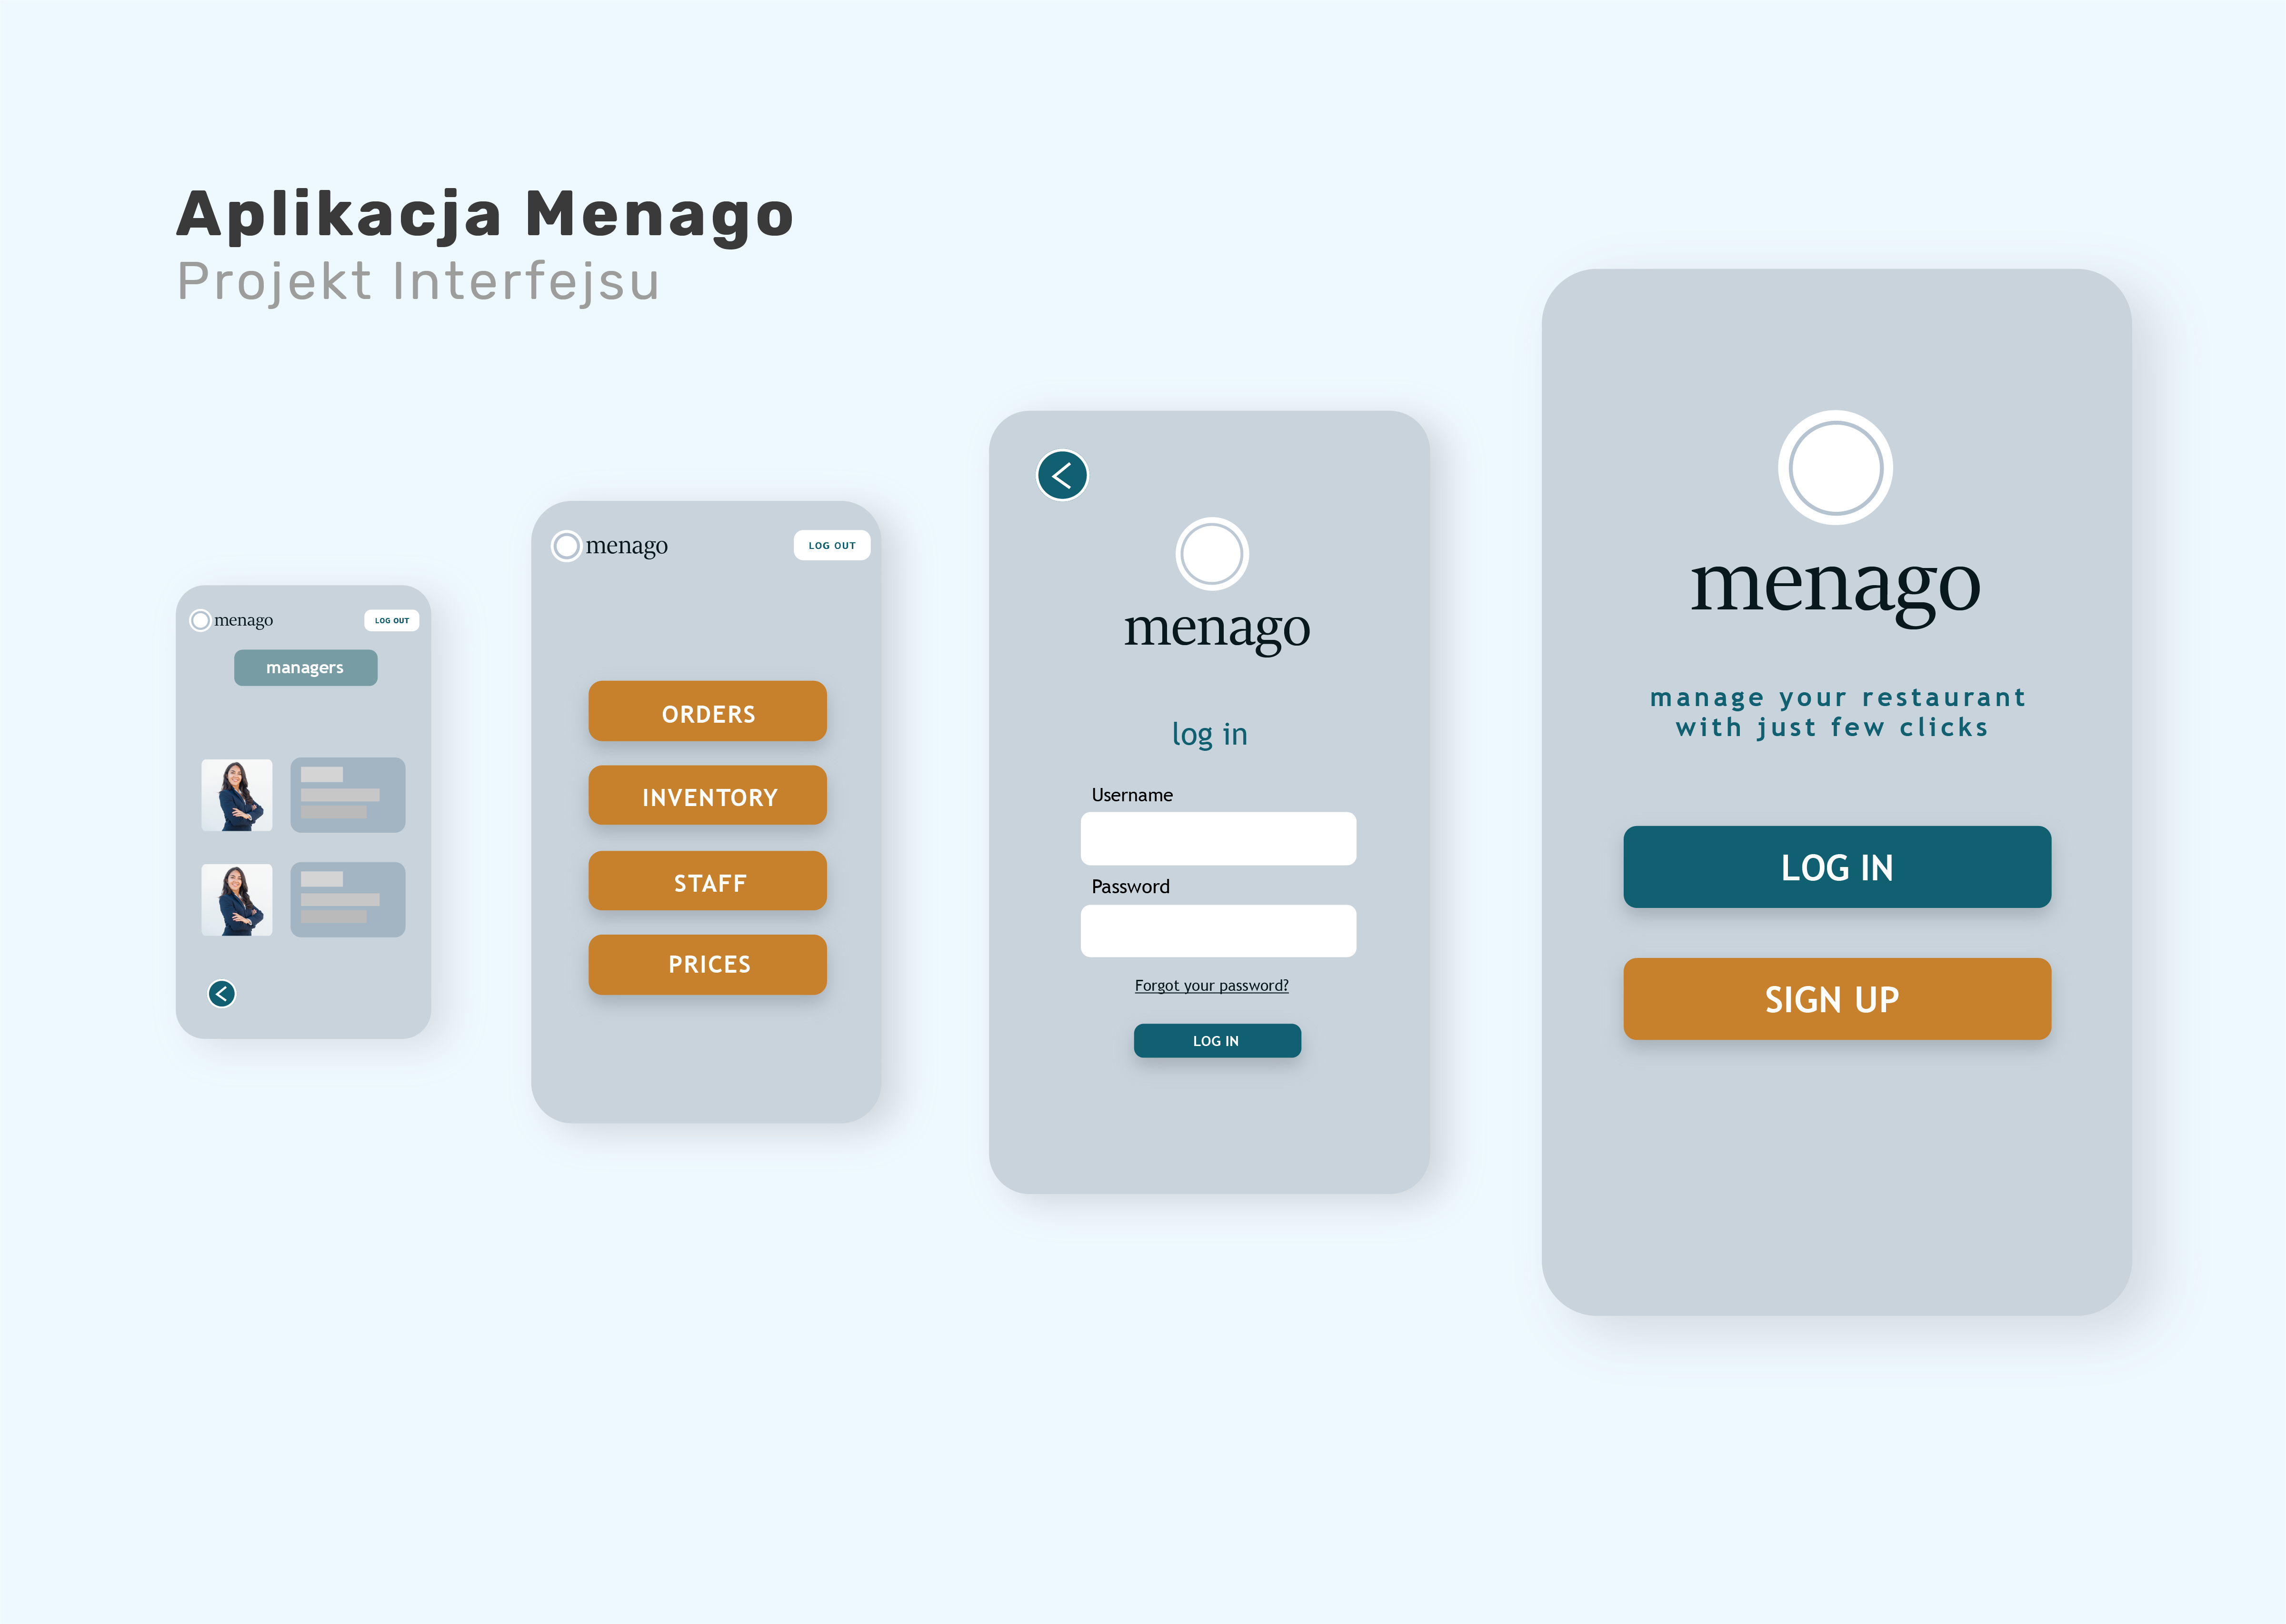 Aplikacja Menago
Projekt Interfejsu
menago
LOG OUT
managers
menago
LOG OUT
ORDERS
INVENTORY
STAFF
PRICES
menago
log in
Username
Password
Forgot your password?
LOG IN
menago
manage your restaurant
with just few clicks
LOG IN
SIGN UP